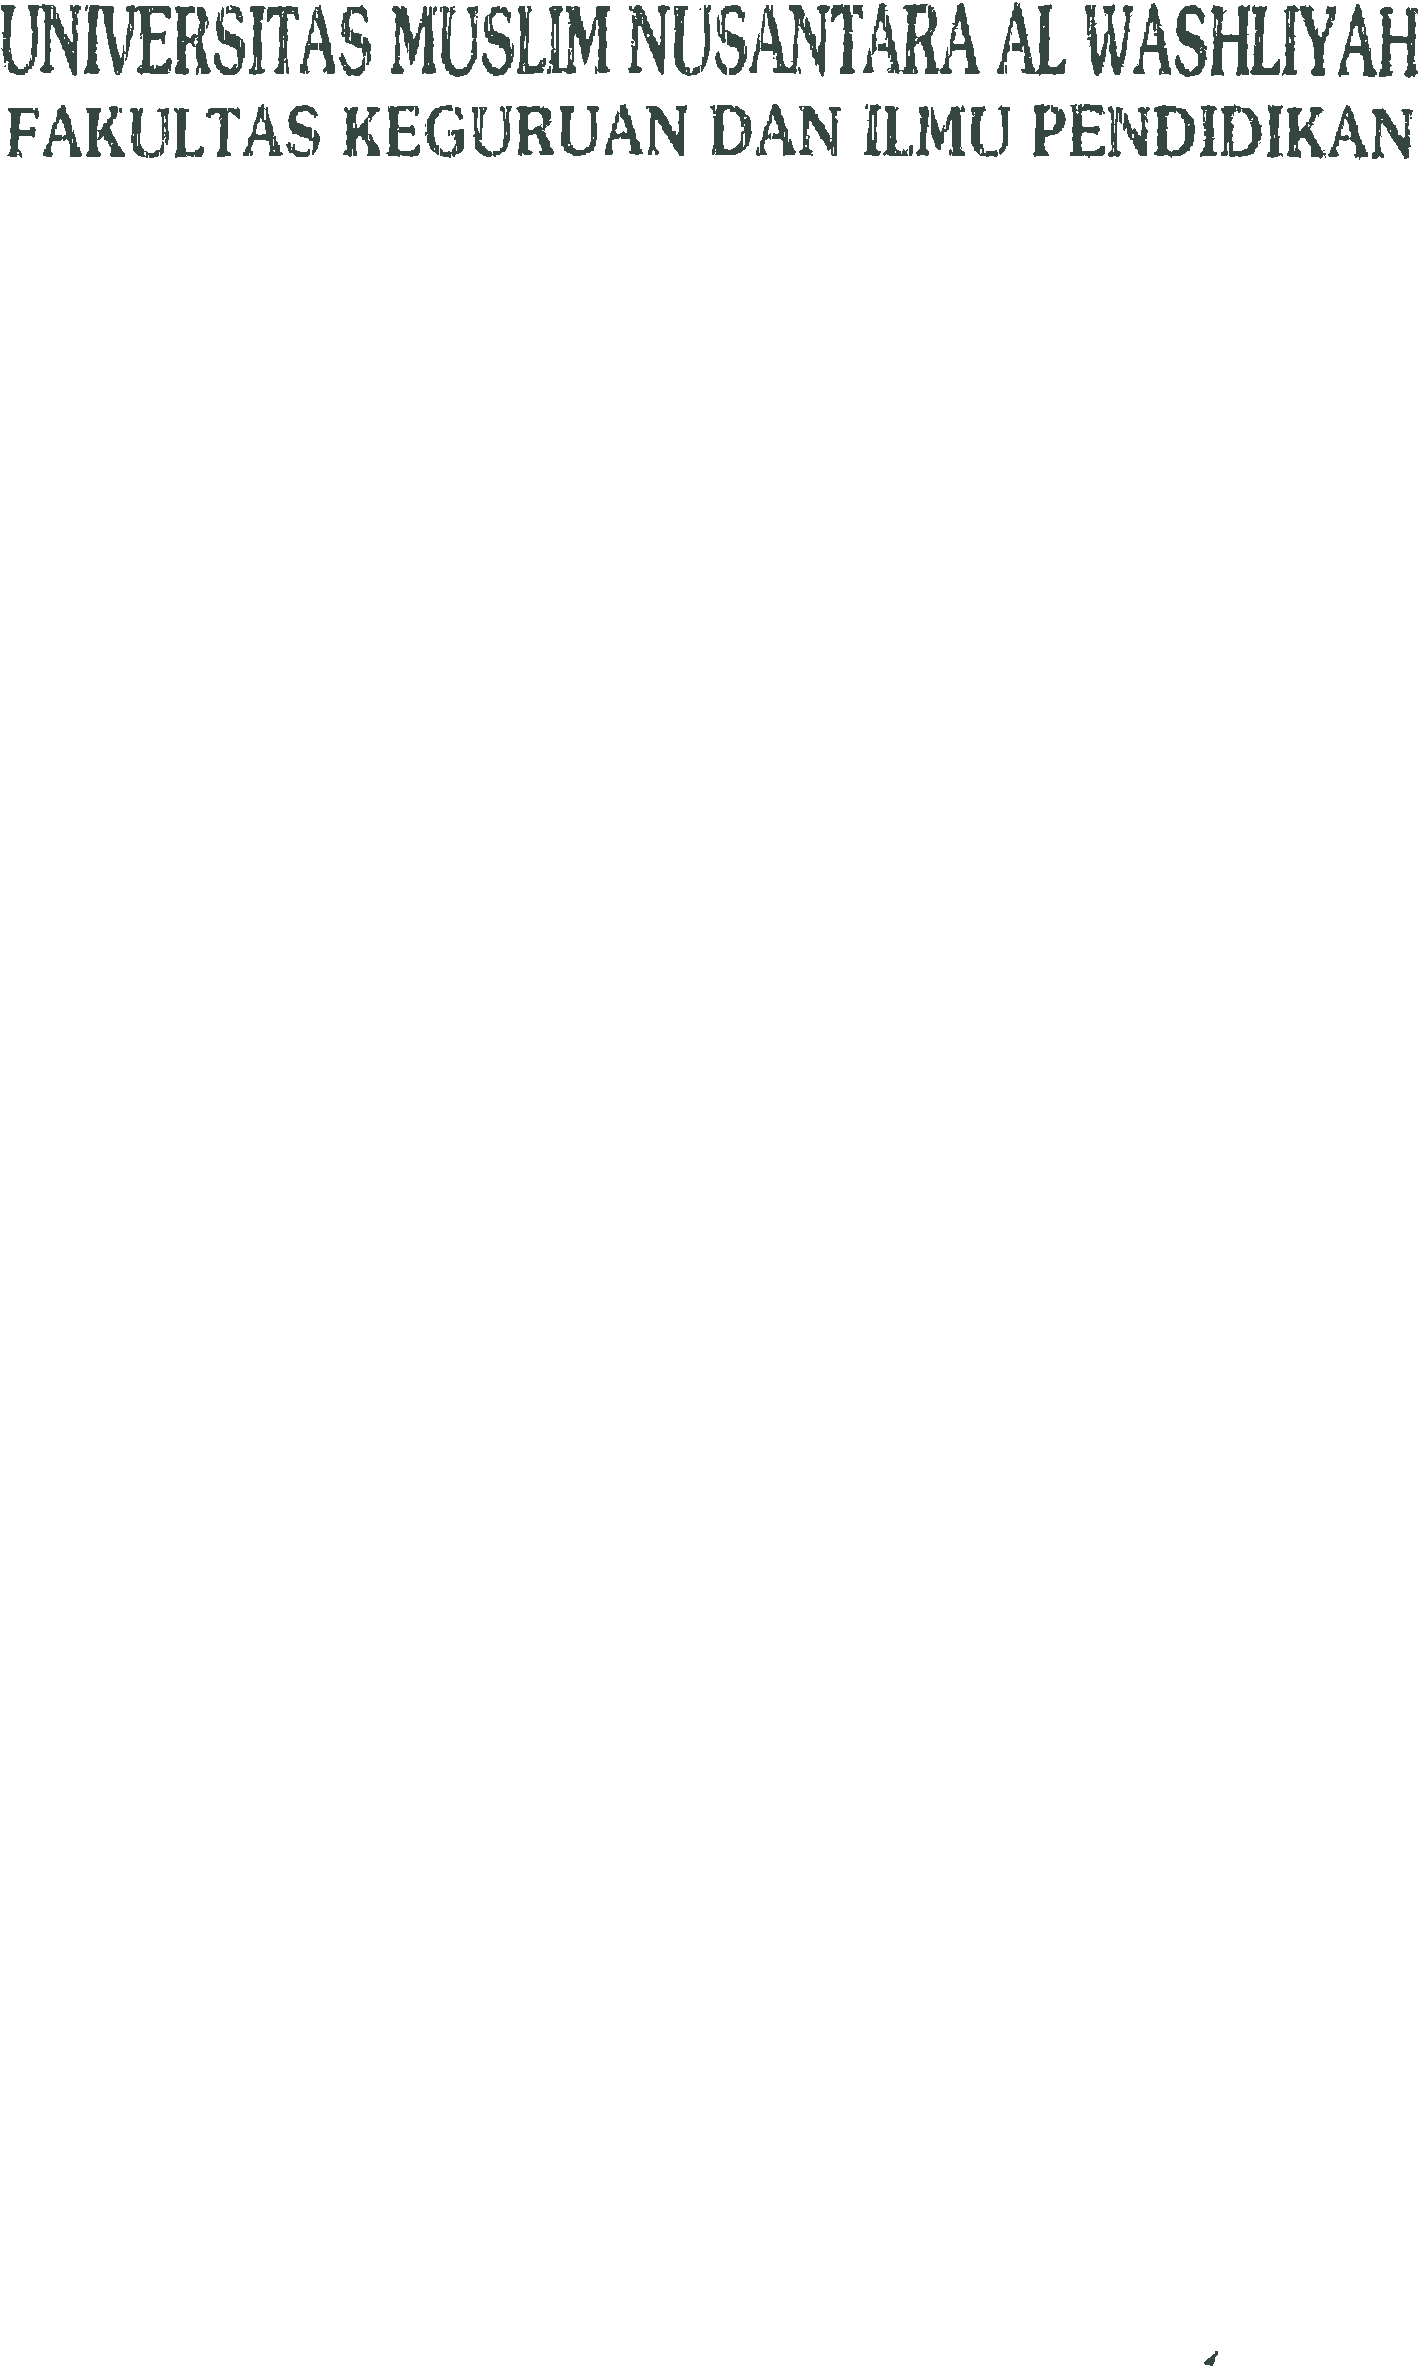 UNIVERSITAS MUSLIM NUSANTARA AL WASHLIYAH
FAKULTAS KEGURUAN DAN ILMU PENDIDIKAN